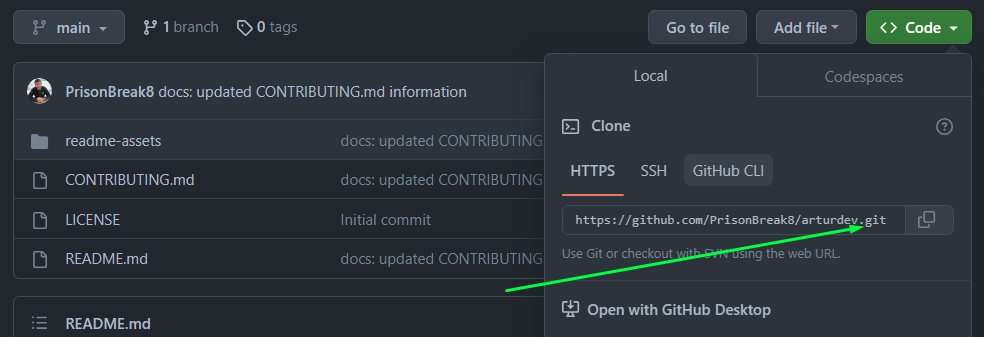 main 1 branch 0 tags Go to file Add file Code
Local Codespaces
PrisonBreak8 docs: updated CONTRIBUTING.md information
Clone
readme-assets docs: updated CONTRIBUTING
HTTPS SSH GitHub CLI
CONTRIBUTING.md docs: updated CONTRIBUTING
LICENSE Initial commit
https://github.com/PrisonBreak8/arturdev.git
Use Git or checkout with SVN using the web URL.
README.md docs: updated CONTRIBUTING
Open with GitHub Desktop
README.md